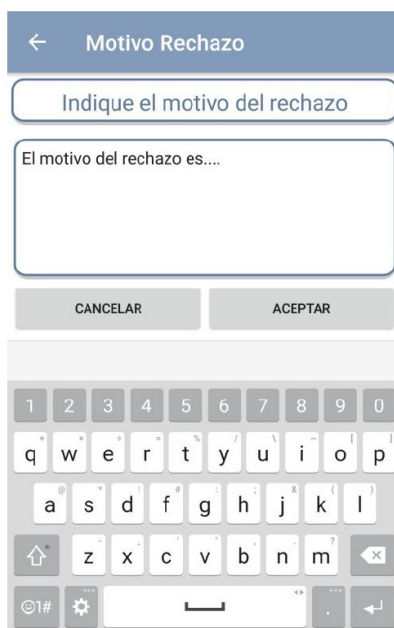 Motivo Rechazo
Indique el motivo del rechazo
El motivo del rechazo es....
CANCELAR ACEPTAR
1 2 3 4 5 6 7 8 9 0
q w e r t y u i o p
a s d f g h j k l
z x c v b n m
1# .